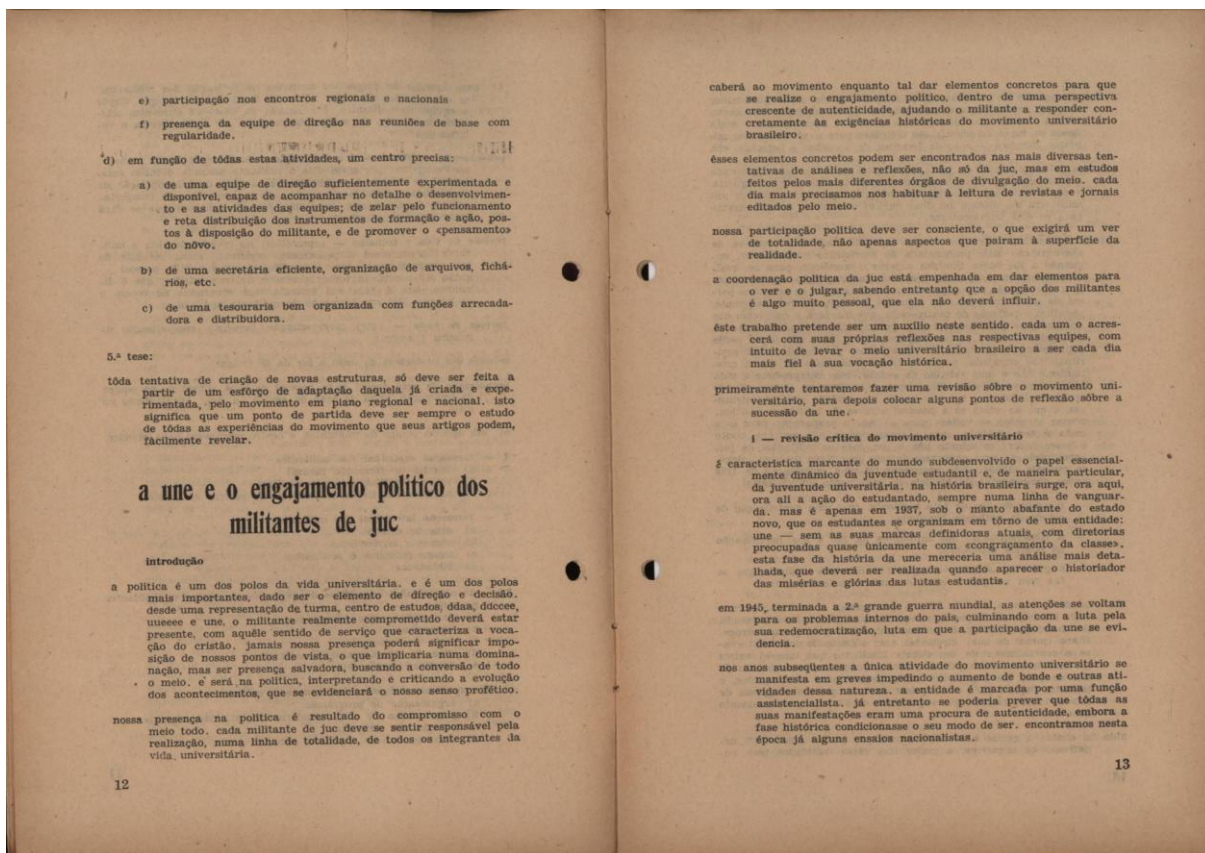 e) participação nos encontros regionais e nacionais
f) presença da equipe de direção nas reuniões de base com
regularidade.
d) em função de tôdas estas atividades, um centro precisa:
a) de uma equipe de direção suficientemente experimentada e
disponível, capaz de acompanhar no detalhe o desenvolvimen-
to e as atividades das equipes; de zelar pelo funcionamento
e reta distribuição dos instrumentos de formação e ação, pos-
tos à disposição do militante, e de promover o «pensamento»
do nôvo.
b) de uma secretária eficiente, organização de arquivos, fichá-
rios, etc.
c) de uma tesouraria bem organizada com funções arrecada-
dora e distribuidora.
5.ª tese:
tôda tentativa de criação de novas estruturas, só deve ser feita a
partir de um esfôrço de adaptação daquela já criada e expe-
rimentada, pelo movimento em plano regional e nacional. isto
significa que um ponto de partida deve ser sempre o estudo
de tôdas as experiências do movimento que seus artigos podem,
fàcilmente revelar.
a une e o engajamento político dos
militantes de juc
introdução
a política é um dos polos da vida universitária. e é um dos polos
mais importantes, dado ser o elemento de direção e decisão.
desde uma representação de turma, centro de estudos, ddas, ddccee,
uueeee e une, o militante realmente comprometido deverá estar
presente, com aquêle sentido de serviço que caracteriza a voca-
ção do cristão. jamais nossa presença poderá significar impo-
sição de nossos pontos de vista, o que implicaria numa domina-
nação, mas ser presença salvadora, buscando a conversão de todo
o meio. e será na política, interpretando e criticando a evolução
dos acontecimentos, que se evidenciará o nosso senso profético.
nossa presença na política é resultado do compromisso com o
meio todo. cada militante de juc deve se sentir responsável pela
realização, numa linha de totalidade, de todos os integrantes da
vida universitária.
12
caberá ao movimento enquanto tal dar elementos concretos para que
se realize o engajamento político, dentro de uma perspectiva
crescente de autenticidade, ajudando o militante a responder con-
cretamente às exigências históricas do movimento universitário
brasileiro.
êsses elementos concretos podem ser encontrados nas mais diversas ten-
tativas de análises e reflexões, não só da juc, mas em estudos
feitos pelos mais diferentes órgãos de divulgação do meio. cada
dia mais precisamos nos habituar à leitura de revistas e jornais
editados pelo meio.
nossa participação política deve ser consciente, o que exigirá um ver
de totalidade, não apenas aspectos que pairam à superfície da
realidade.
a coordenação política da juc está empenhada em dar elementos para
o ver e o julgar, sabendo entretanto que a opção dos militantes
é algo muito pessoal, que ela não deverá influir.
êste trabalho pretende ser um auxílio neste sentido. cada um o acres-
cerá com suas próprias reflexões nas respectivas equipes, com
intuito de levar o meio universitário brasileiro a ser cada dia
mais fiel à sua vocação histórica.
primeiramente tentaremos fazer uma revisão sôbre o movimento uni-
versitário, para depois colocar alguns pontos de reflexão sôbre a
sucessão da une.
i — revisão crítica do movimento universitário
é característica marcante do mundo subdesenvolvido o papel essencial-
mente dinâmico da juventude estudantil e, de maneira particular,
da juventude universitária. na história brasileira surge, ora aqui,
ora ali a ação do estudantado, sempre numa linha de vanguar-
da. mas é apenas em 1937, sob o manto abafante do estado
novo, que os estudantes se organizam em tôrno de uma entidade:
une — sem as suas marcas definidoras atuais, com diretorias
preocupadas quase ùnicamente com «congraçamento da classe».
esta fase da história da une mereceria uma análise mais deta-
lhada, que deverá ser realizada quando aparecer o historiador
das misérias e glórias das lutas estudantis.
em 1945, terminada a 2.ª grande guerra mundial, as atenções se voltam
para os problemas internos do país, culminando com a luta pela
sua redemocratização, luta em que a participação da une se evi-
dencia.
nos anos subseqüentes a única atividade do movimento universitário se
manifesta em greves impedindo o aumento de bonde e outras ati-
vidades dessa natureza. a entidade é marcada por uma função
assistencialista. já entretanto se poderia prever que tôdas as
suas manifestações eram uma procura de autenticidade, embora a
fase histórica condicionasse o seu modo de ser. encontramos nesta
época já alguns ensaios nacionalistas.
13